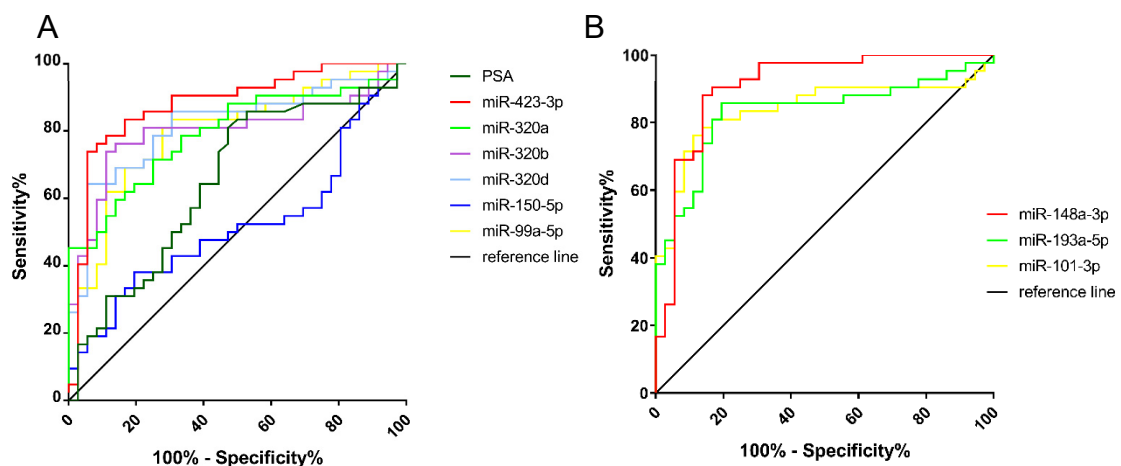 A
100
80
60
40
20
0
Sensitivity%
0
20
40
60
80
100
100% - Specificity%
PSA
miR-423-3p
miR-320a
miR-320b
miR-320d
miR-150-5p
miR-99a-5p
reference line
B
100
80
60
40
20
0
Sensitivity%
0
20
40
60
80
100
100% - Specificity%
miR-148a-3p
miR-193a-5p
miR-101-3p
reference line